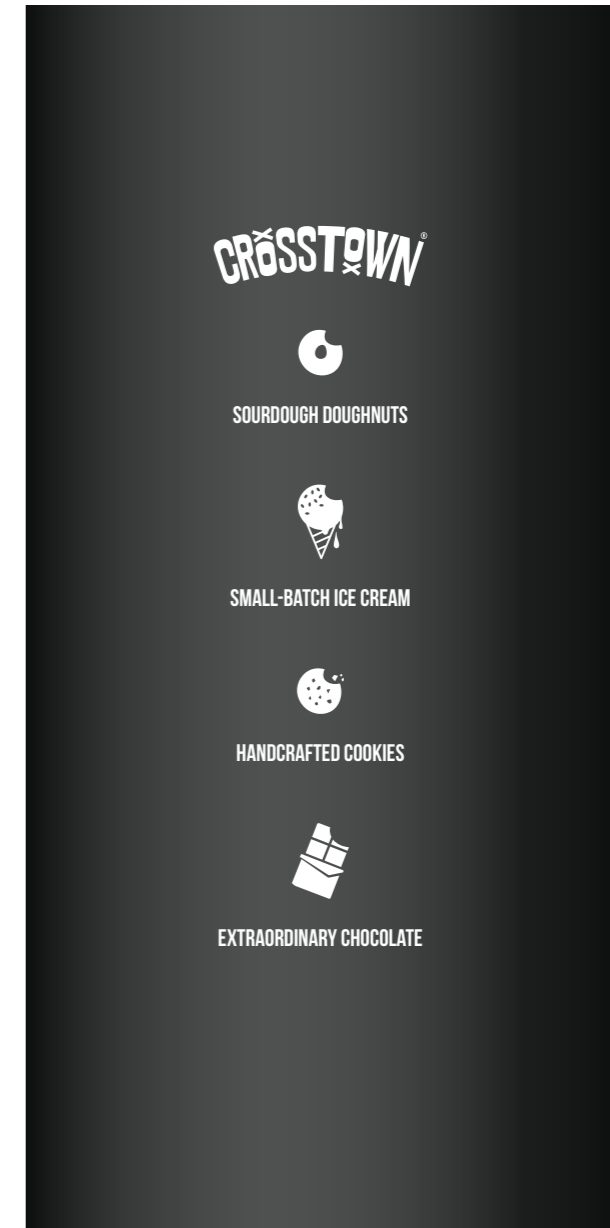 CROSSTOWN®
SOURDOUGH DOUGHNUTS
SMALL-BATCH ICE CREAM
HANDCRAFTED COOKIES
EXTRAORDINARY CHOCOLATE